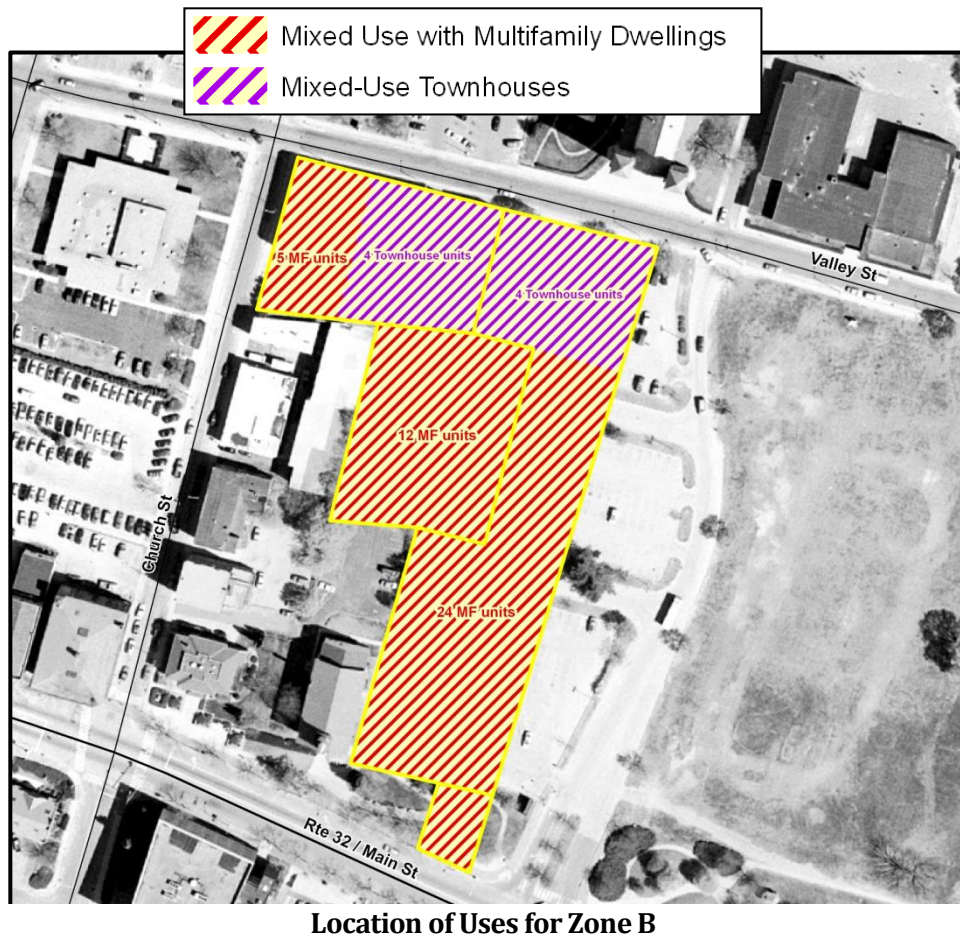 Mixed Use with Multifamily Dwellings
Mixed-Use Townhouses
Valley St
5 MF units
4 Townhouse units
4 Townhouse units
12 MF units
Church St
24 MF units
Rte 32 / Main St
Location of Uses for Zone B